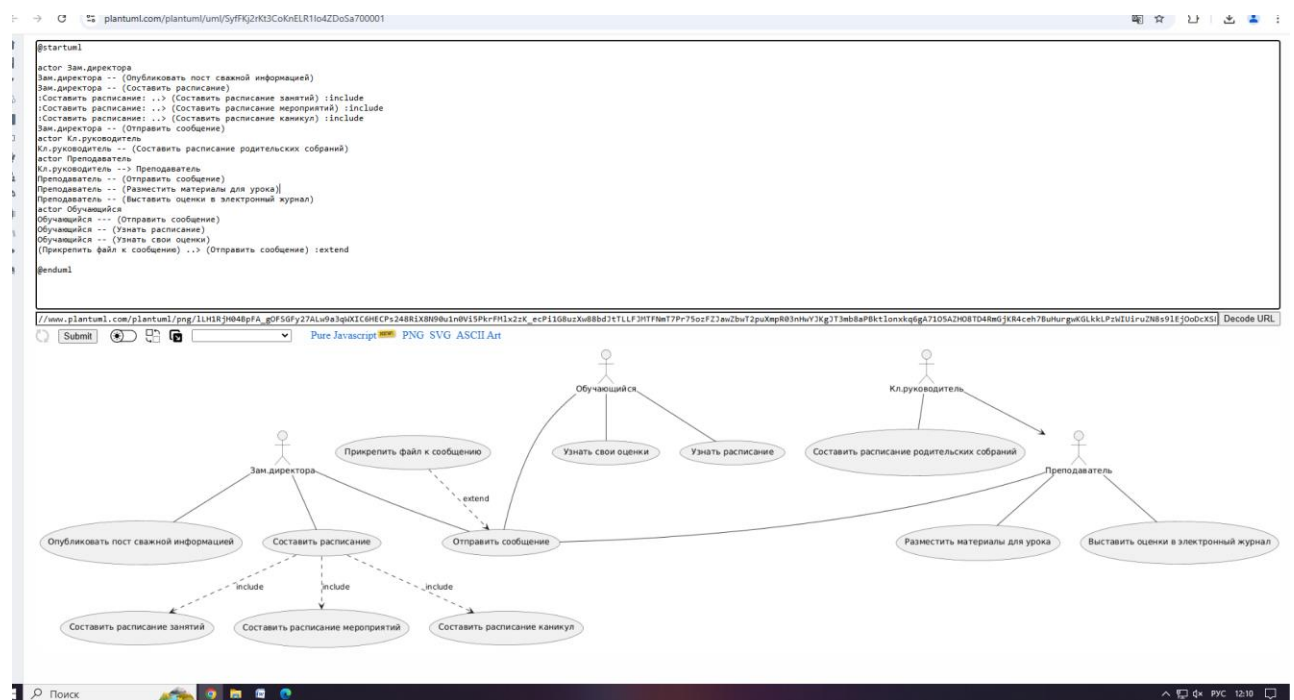 plantuml.com/plantuml/uml/SyfFKj2rKt3CoKnELR1Io4ZDoSa700001
@startuml
actor Зам.директора
Зам.директора -- (Опубликовать пост сважной информацией)
Зам.директора -- (Составить расписание)
:Составить расписание: ..> (Составить расписание занятий) :include
:Составить расписание: ..> (Составить расписание мероприятий) :include
:Составить расписание: ..> (Составить расписание каникул) :include
Зам.директора -- (Отправить сообщение)
actor Кл.руководитель
Кл.руководитель -- (Составить расписание родительских собраний)
actor Преподаватель
Кл.руководитель --> Преподаватель
Преподаватель -- (Отправить сообщение)
Преподаватель -- (Разместить материалы для урока)
Преподаватель -- (Выставить оценки в электронный журнал)
actor Обучающийся
Обучающийся --- (Отправить сообщение)
Обучающийся -- (Узнать расписание)
Обучающийся -- (Узнать свои оценки)
(Прикрепить файл к сообщению) ..> (Отправить сообщение) :extend
@enduml
Decode URL
Submit
Pure Javascript NEW! PNG SVG ASCII Art
Обучающийся
Кл.руководитель
Прикрепить файл к сообщению
Узнать свои оценки
Узнать расписание
Составить расписание родительских собраний
Зам.директора
Преподаватель
extend
Опубликовать пост сважной информацией
Составить расписание
Отправить сообщение
Разместить материалы для урока
Выставить оценки в электронный журнал
include
include
include
Составить расписание занятий
Составить расписание мероприятий
Составить расписание каникул
Поиск
РУС
12:10